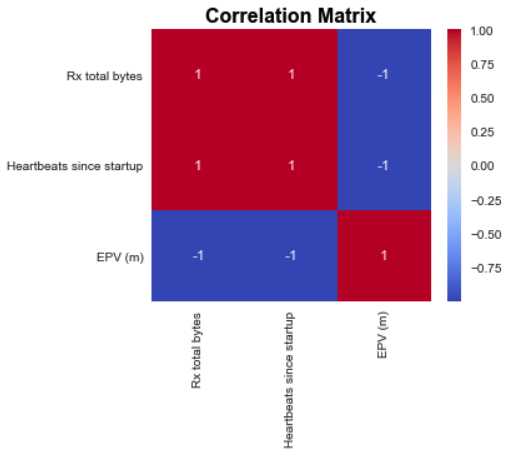 Correlation Matrix
Rx total bytes
1 1 -1
Heartbeats since startup
1 1 -1
EPV (m)
-1 -1 1
Rx total bytes
Heartbeats since startup
EPV (m)
1.00
0.75
0.50
0.25
0.00
−0.25
−0.50
−0.75